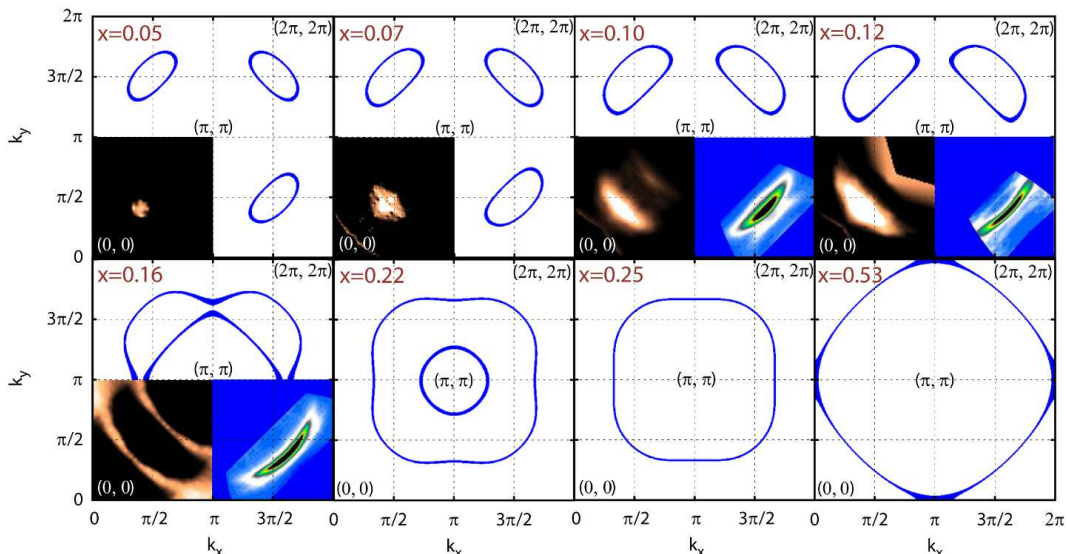 2π x=0.05 (2π, 2π) x=0.07 (2π, 2π) x=0.10 (2π, 2π) x=0.12 (2π, 2π)
3π/2
k_y π (π, π) (π, π) (π, π) (π, π)
π/2
0 (0, 0) (0, 0) (0, 0) (0, 0)
x=0.16 (2π, 2π) x=0.22 (2π, 2π) x=0.25 (2π, 2π) x=0.53 (2π, 2π)
3π/2
k_y π (π, π) (π, π) (π, π) (π, π)
π/2
0 (0, 0) (0, 0) (0, 0) (0, 0)
0 π/2 π 3π/2 0 π/2 π 3π/2 0 π/2 π 3π/2 0 π/2 π 3π/2 2π
k_x k_x k_x k_x